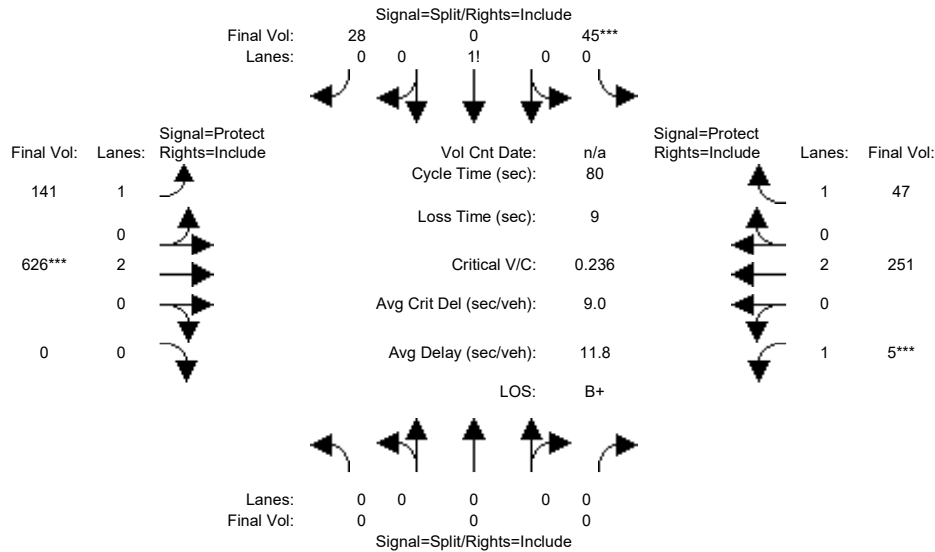 Signal=Split/Rights=Include
Final Vol: 28 0 45***
Lanes: 0 0 1! 0 0
Signal=Protect
Final Vol: Lanes: Rights=Include
Vol Cnt Date: n/a
Signal=Protect
Rights=Include Lanes: Final Vol:
Cycle Time (sec): 80
141 1
1 47
Loss Time (sec): 9
0
0
626*** 2
Critical V/C: 0.236
2 251
0
Avg Crit Del (sec/veh): 9.0
0
0 0
Avg Delay (sec/veh): 11.8
1 5***
LOS: B+
Lanes: 0 0 0 0 0
Final Vol: 0 0 0
Signal=Split/Rights=Include